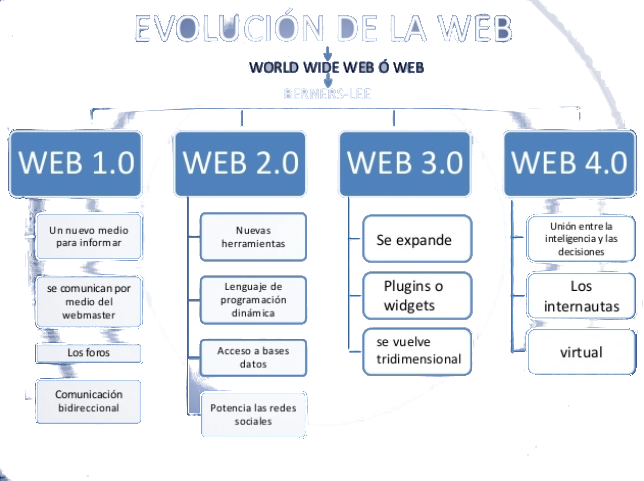 EVOLUCIÓN DE LA WEB
WORLD WIDE WEB Ó WEB
BERNERS-LEE
WEB 1.0
Un nuevo medio
para informar
se comunican por
medio del
webmaster
Los foros
Comunicación
bidireccional
WEB 2.0
Nuevas
herramientas
Lenguaje de
programación
dinámica
Acceso a bases
datos
Potencia las redes
sociales
WEB 3.0
Se expande
Plugins o
widgets
se vuelve
tridimensional
WEB 4.0
Unión entre la
inteligencia y las
decisiones
Los
internautas
virtual